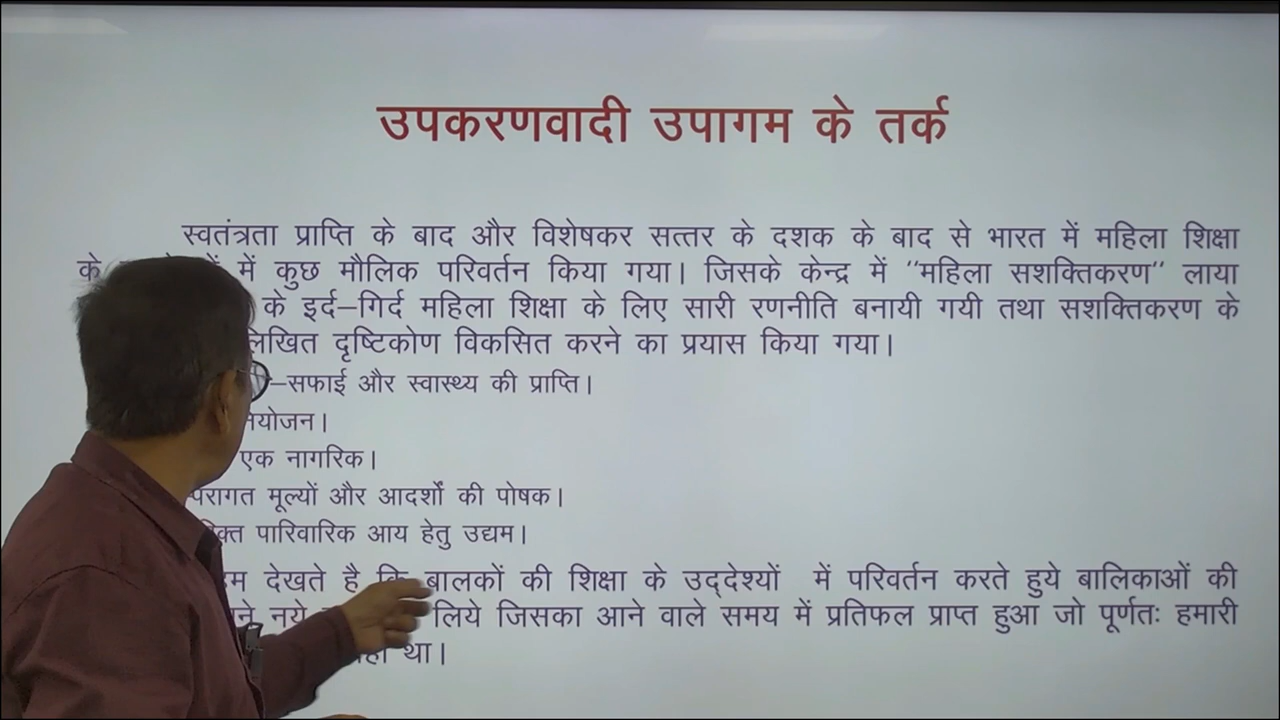 उपकरणवादी उपागम के तर्क
स्वतंत्रता प्राप्ति के बाद और विशेषकर सत्तर के दशक के बाद से भारत में महिला शिक्षा
के में कुछ मौलिक परिवर्तन किया गया। जिसके केन्द्र में "महिला सशक्तिकरण" लाया
के इर्द–गिर्द महिला शिक्षा के लिए सारी रणनीति बनायी गयी तथा सशक्तिकरण के
दृष्टिकोण विकसित करने का प्रयास किया गया।
–सफाई और स्वास्थ्य की प्राप्ति।
एक नागरिक।
मूल्यों और आदर्शों की पोषक।
पारिवारिक आय हेतु उद्यम।
देखते है कि बालकों की शिक्षा के उद्देश्यों में परिवर्तन करते हुये बालिकाओं की
नये लिये जिसका आने वाले समय में प्रतिफल प्राप्त हुआ जो पूर्णतः हमारी
था।